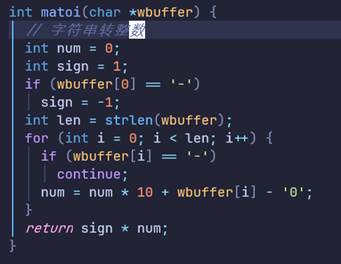 int matoi(char *wbuffer) {
  // 字符串转整数
  int num = 0;
  int sign = 1;
  if (wbuffer[0] == '-')
    sign = -1;
  int len = strlen(wbuffer);
  for (int i = 0; i < len; i++) {
    if (wbuffer[i] == '-')
      continue;
    num = num * 10 + wbuffer[i] - '0';
  }
  return sign * num;
}